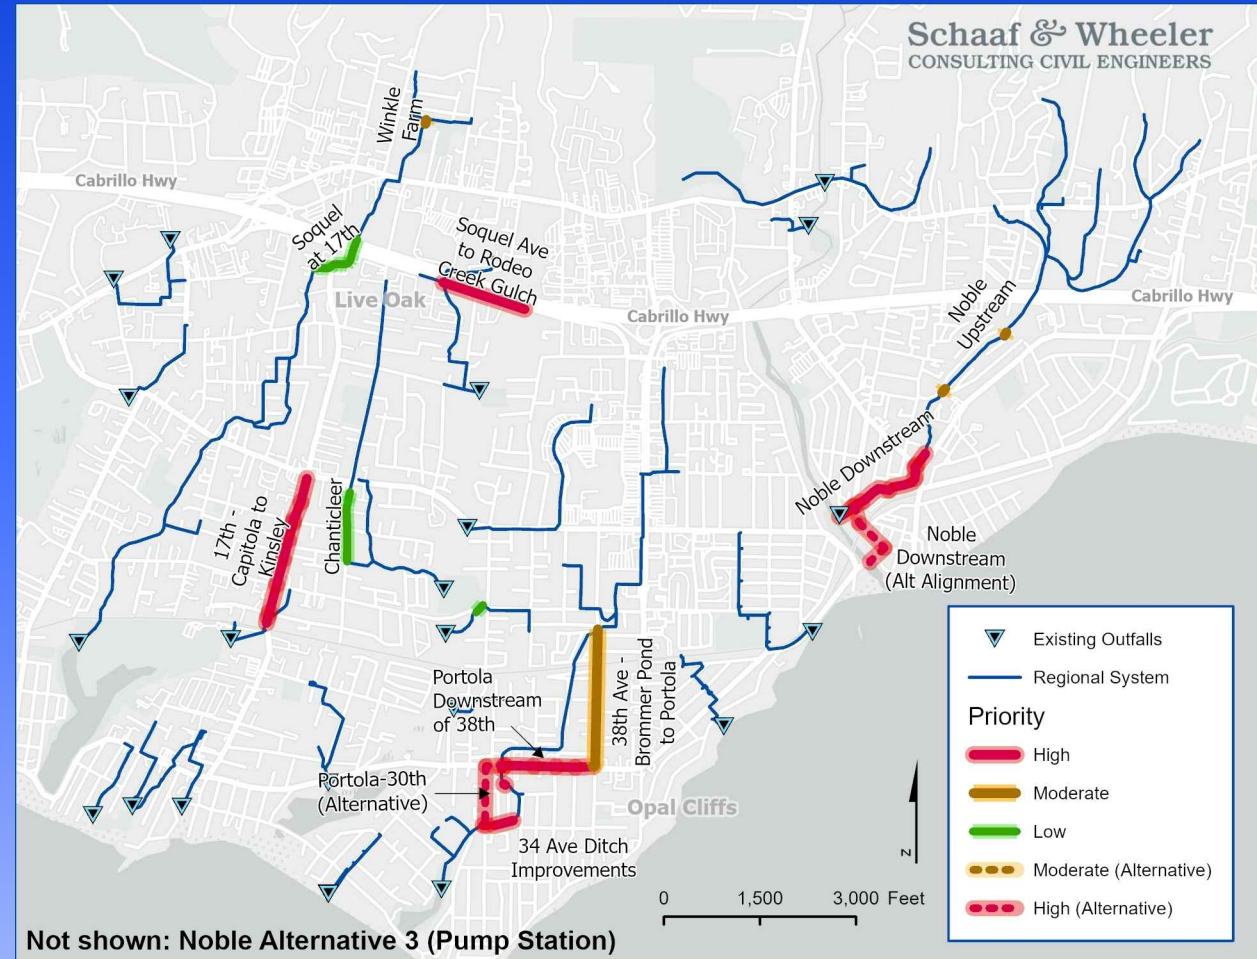 Schaaf & Wheeler
CONSULTING CIVIL ENGINEERS
Winkle
Farm
Cabrillo Hwy
Soquel
at 17th
Soquel Ave
to Rodeo
Creek Gulch
Live Oak
Cabrillo Hwy
Cabrillo Hwy
Noble
Upstream
Noble Downstream
17th -
Capitola to
Kinsley
Chanticleer
Noble
Downstream
(Alt Alignment)
Portola
Downstream
of 38th
38th Ave -
Brommer Pond
to Portola
Portola-30th
(Alternative)
Opal Cliffs
34 Ave Ditch
Improvements
Existing Outfalls
Regional System
Priority
High
Moderate
Low
Moderate (Alternative)
High (Alternative)
N
0 1,500 3,000 Feet
Not shown: Noble Alternative 3 (Pump Station)